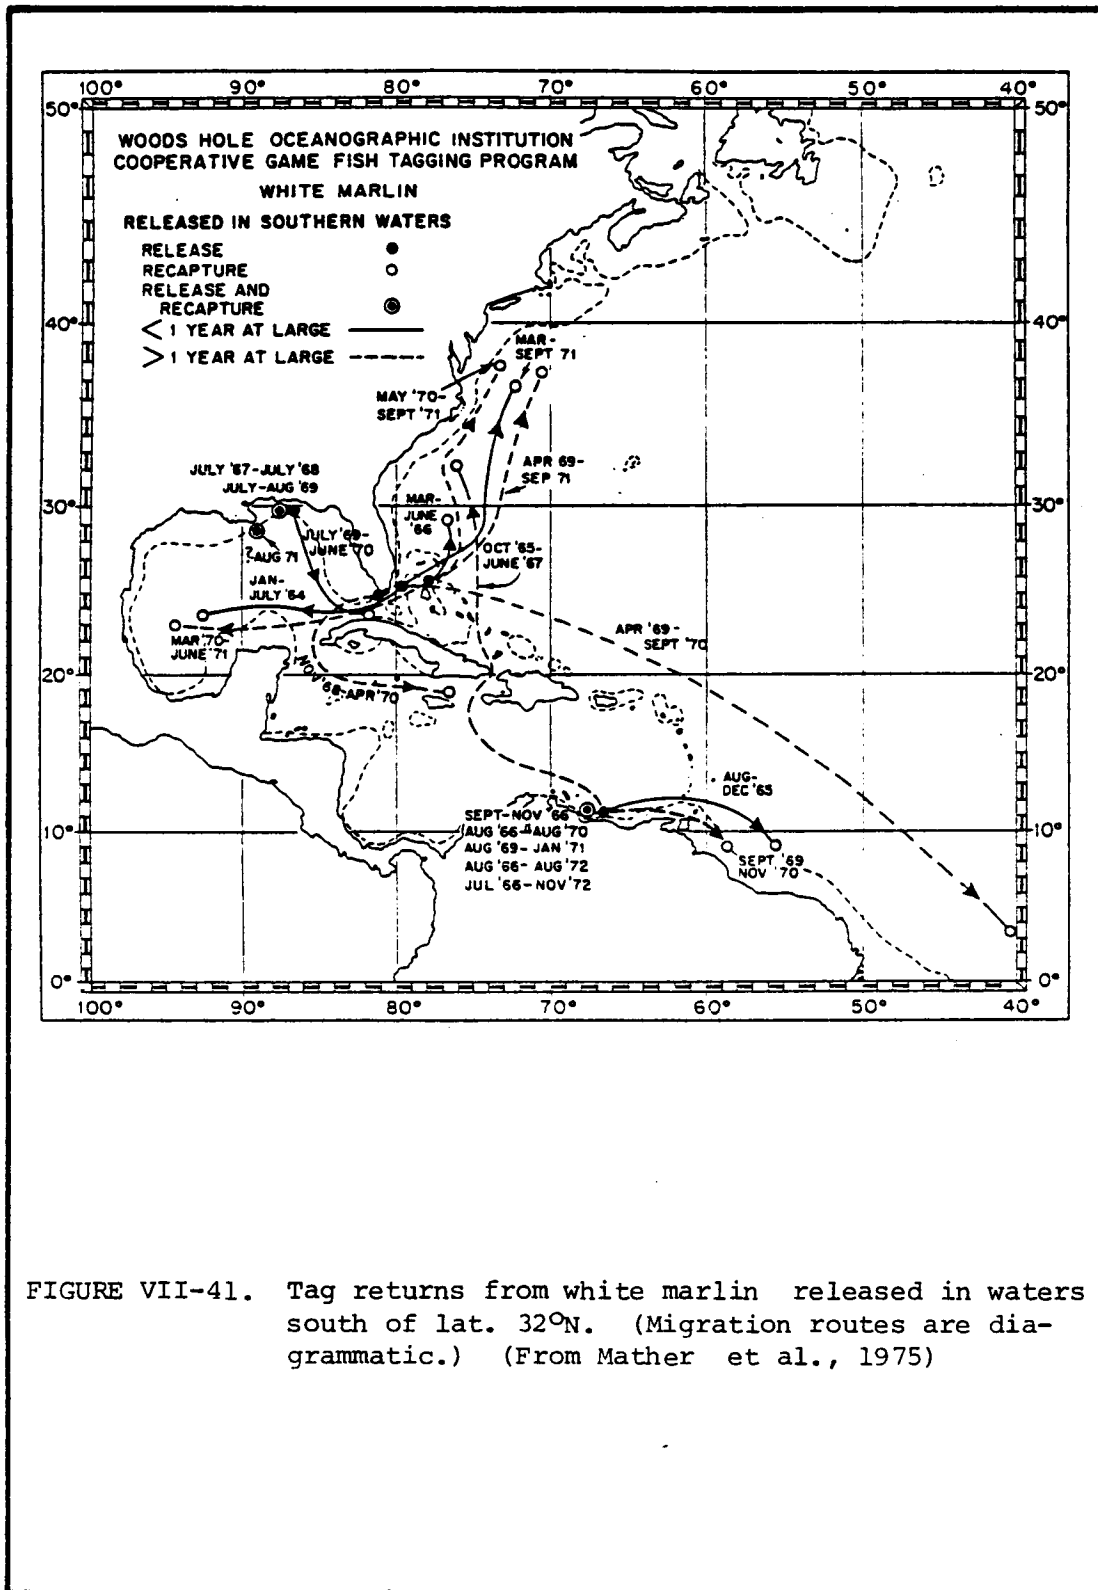 100° 90° 80° 70° 60° 50° 40°
50° 50°
WOODS HOLE OCEANOGRAPHIC INSTITUTION
COOPERATIVE GAME FISH TAGGING PROGRAM
WHITE MARLIN
RELEASED IN SOUTHERN WATERS
RELEASE
RECAPTURE
RELEASE AND
RECAPTURE
< 1 YEAR AT LARGE
> 1 YEAR AT LARGE
40° 40°
MAR-
SEPT 71
MAY '70-
SEPT '71
JULY '67-JULY '68
JULY-AUG '69
APR 69-
SEP 71
30° 30°
MAR-
JUNE
'66
JULY '69-
JUNE '70
? AUG 71
OCT '65-
JUNE '67
JAN-
JULY '64
MAR '70-
JUNE '71
APR '69-
SEPT '70
20° 20°
NOV '68-APR '70
AUG-
DEC '65
10° 10°
SEPT-NOV '66
AUG '66-AUG '70
AUG '69-JAN '71
AUG '66-AUG '72
JUL '66-NOV '72
SEPT '69
NOV '70
0° 0°
100° 90° 80° 70° 60° 50° 40°
FIGURE VII-41. Tag returns from white marlin released in waters
south of lat. 32°N. (Migration routes are dia-
grammatic.) (From Mather et al., 1975)